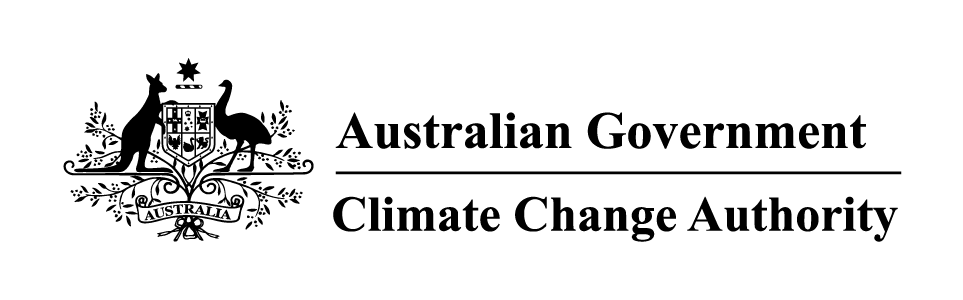 Australian Government
Climate Change Authority
AUSTRALIA